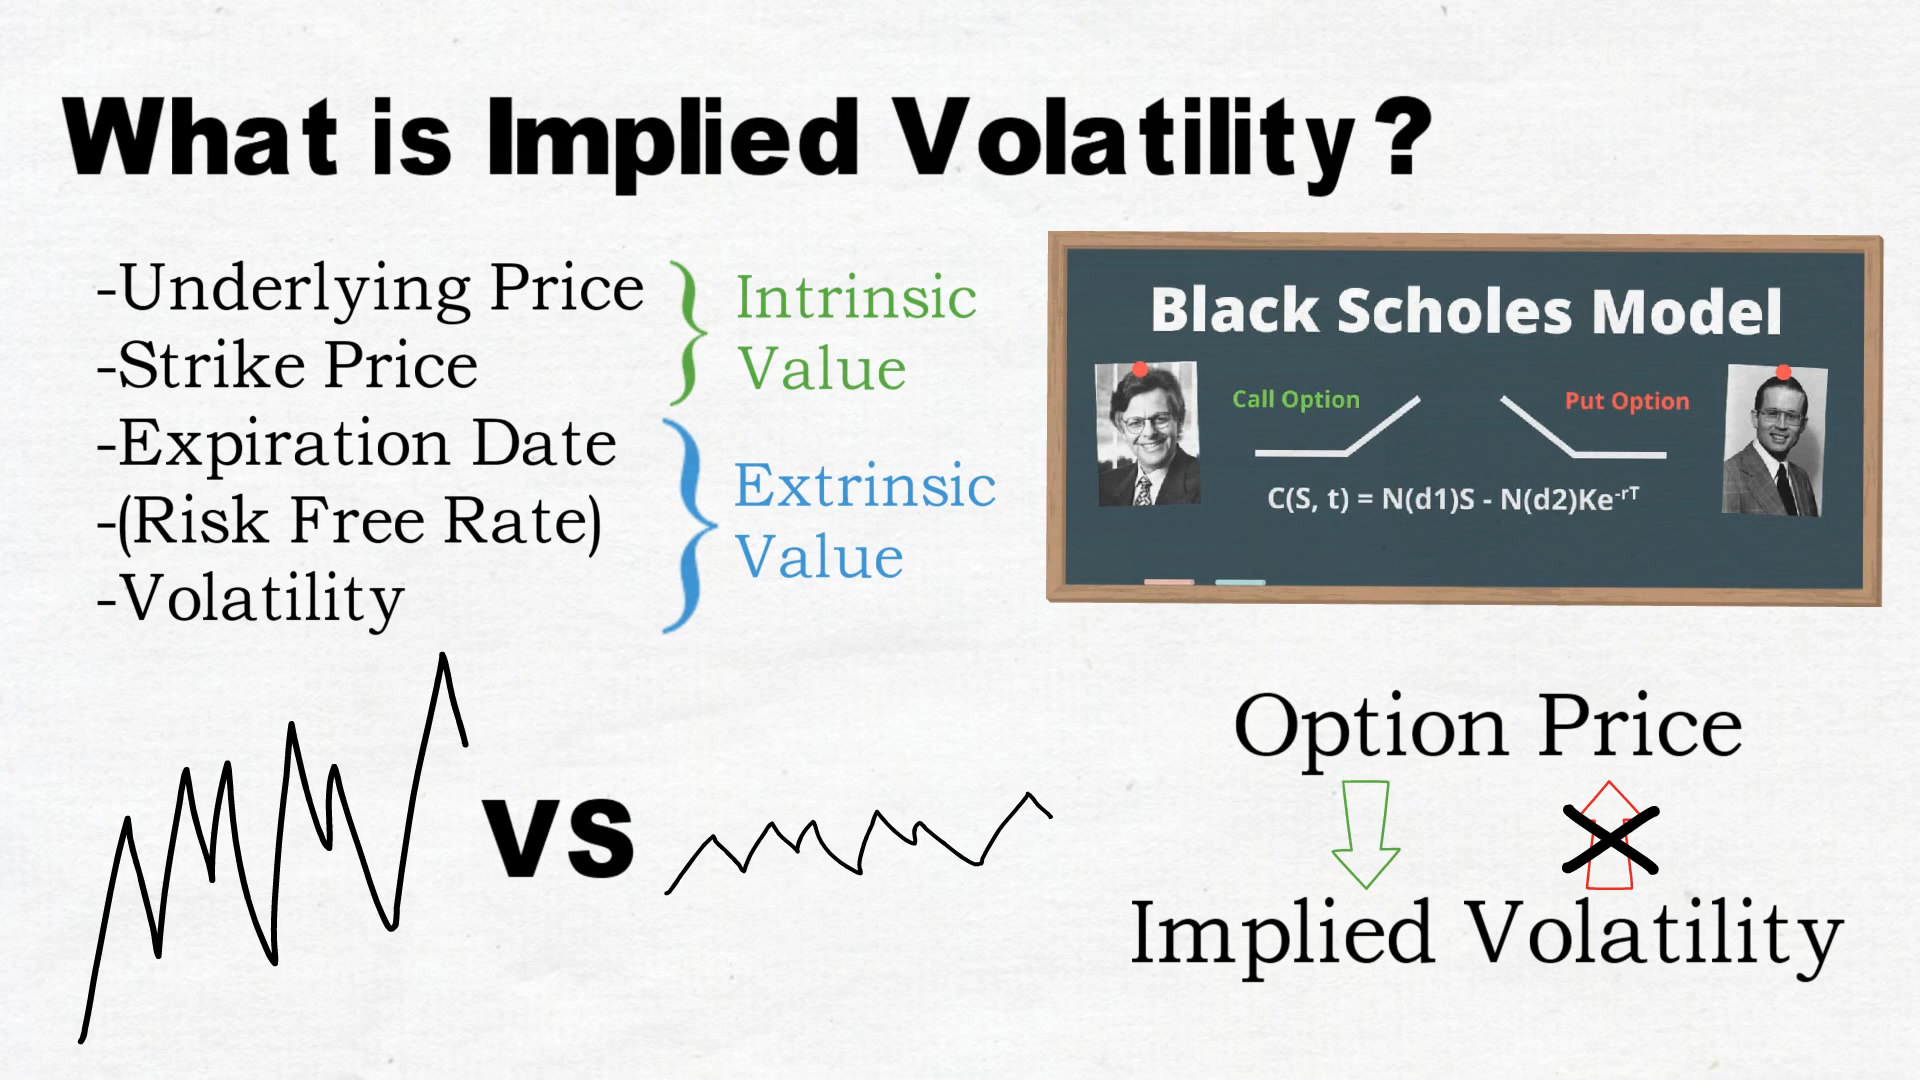 What is Implied Volatility?
-Underlying Price
-Strike Price
-Expiration Date
-(Risk Free Rate)
-Volatility
Intrinsic
Value
Extrinsic
Value
Black Scholes Model
Call Option
Put Option
C(S, t) = N(d1)S - N(d2)Ke^-rT
vs
Option Price
Implied Volatility